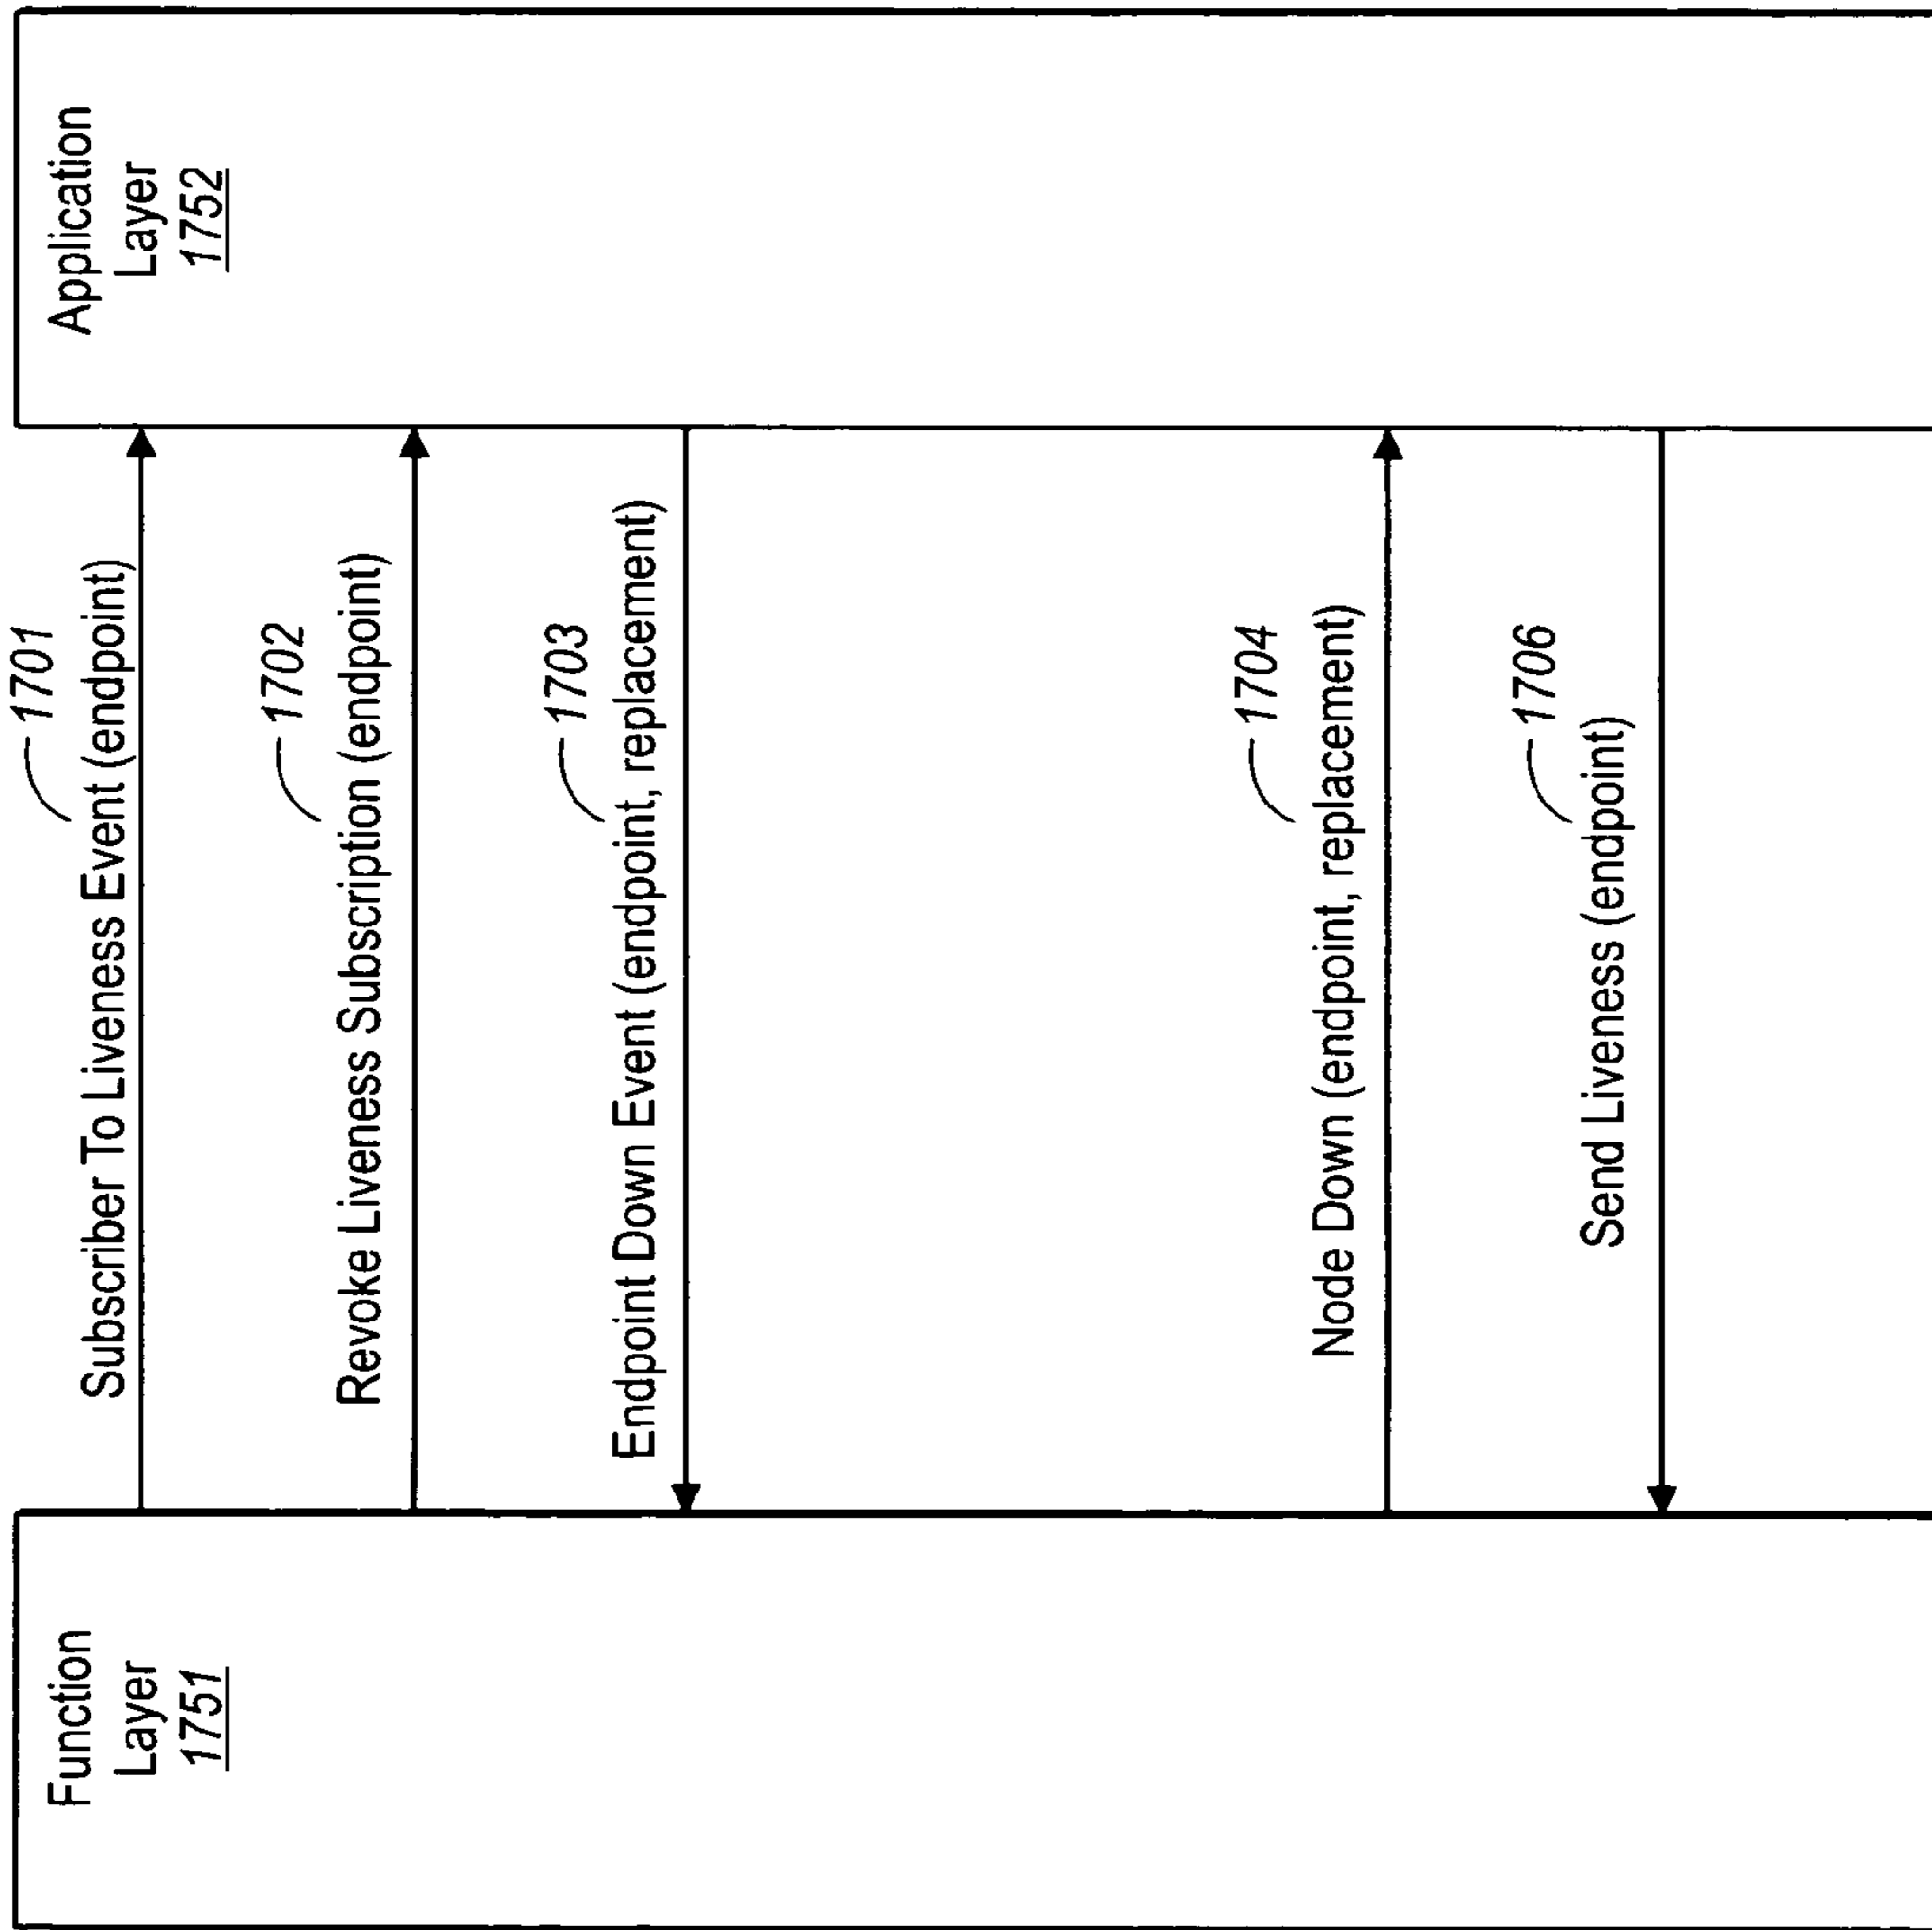 Function
Layer
1751
Application
Layer
1752
1701
Subscriber To Liveness Event (endpoint)
1702
Revoke Liveness Subscription (endpoint)
1703
Endpoint Down Event (endpoint, replacement)
1704
Node Down (endpoint, replacement)
1706
Send Liveness (endpoint)